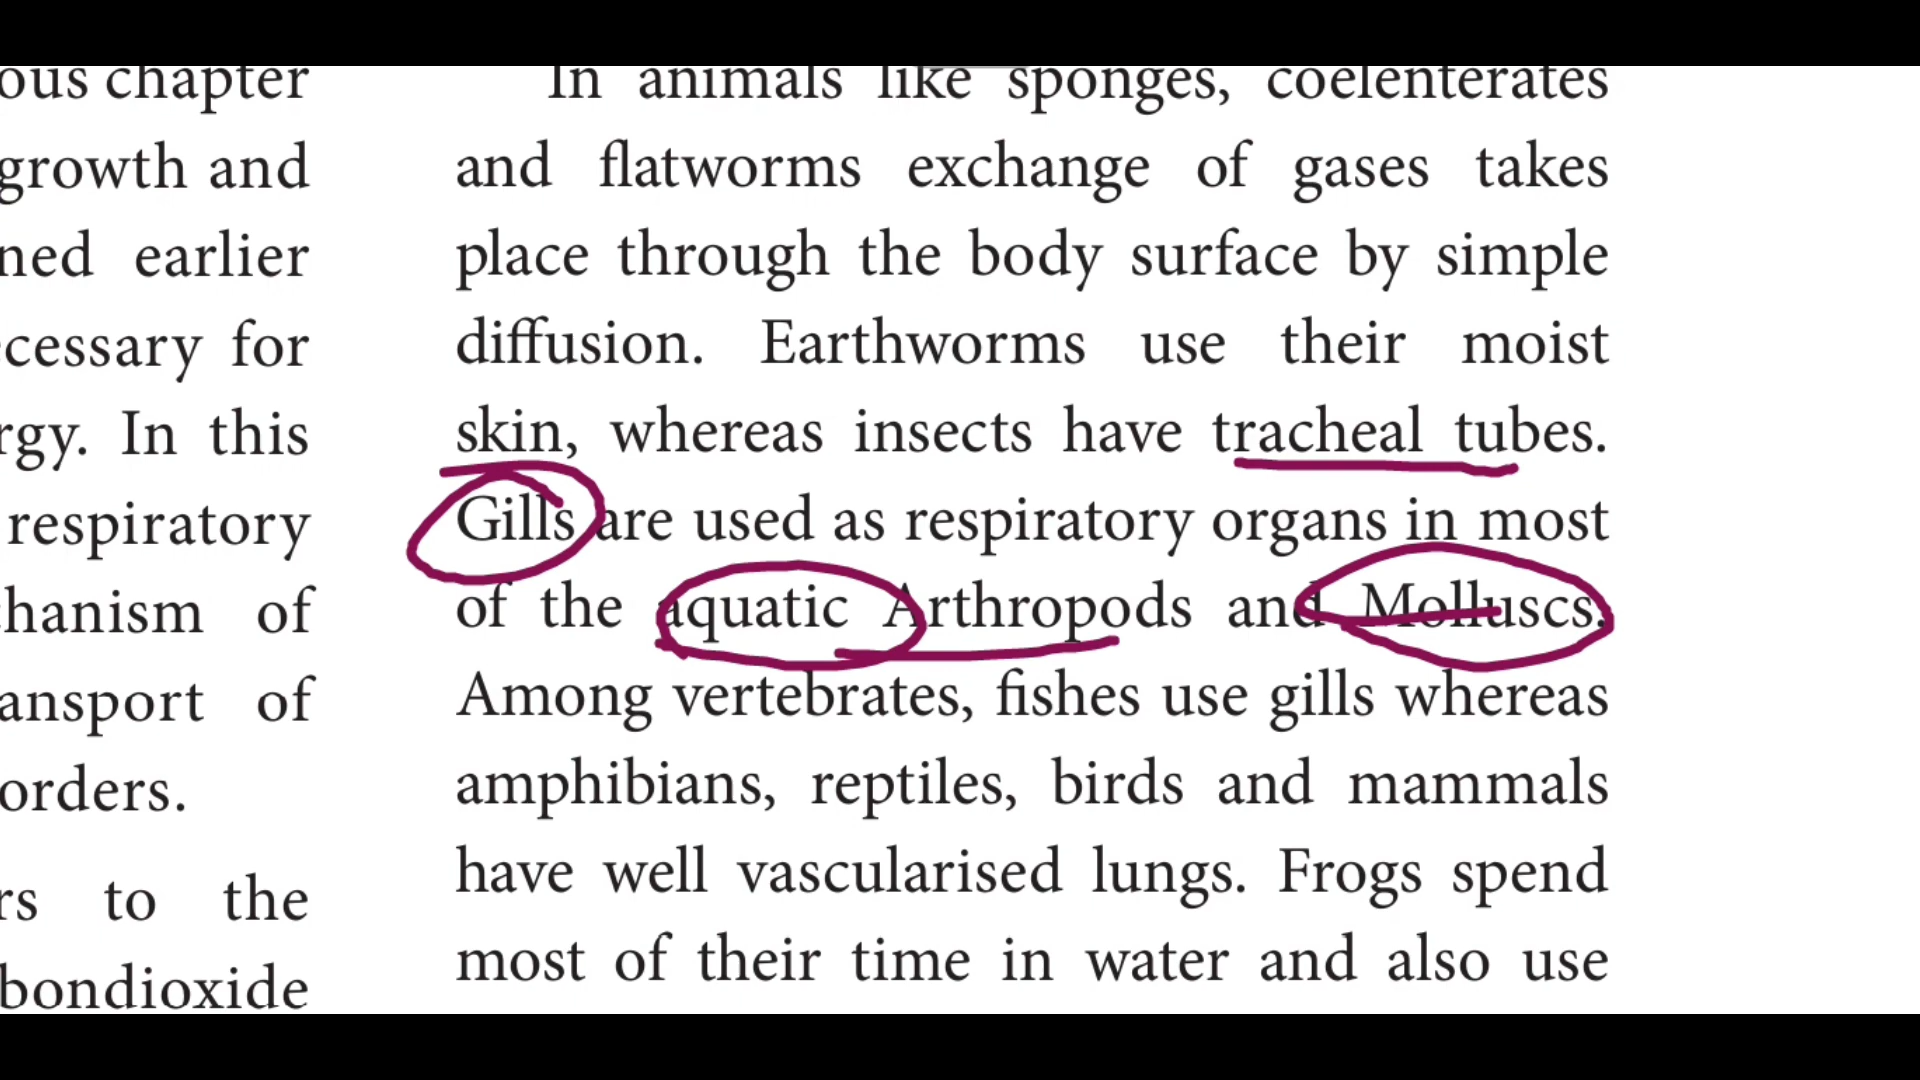 ous chapter
growth and
ned earlier
cessary for
rgy. In this
respiratory
hanism of
ansport of
orders.
rs to the
bondioxide
In animals like sponges, coelenterates
and flatworms exchange of gases takes
place through the body surface by simple
diffusion. Earthworms use their moist
skin, whereas insects have tracheal tubes.
Gills are used as respiratory organs in most
of the aquatic Arthropods and Molluscs.
Among vertebrates, fishes use gills whereas
amphibians, reptiles, birds and mammals
have well vascularised lungs. Frogs spend
most of their time in water and also use